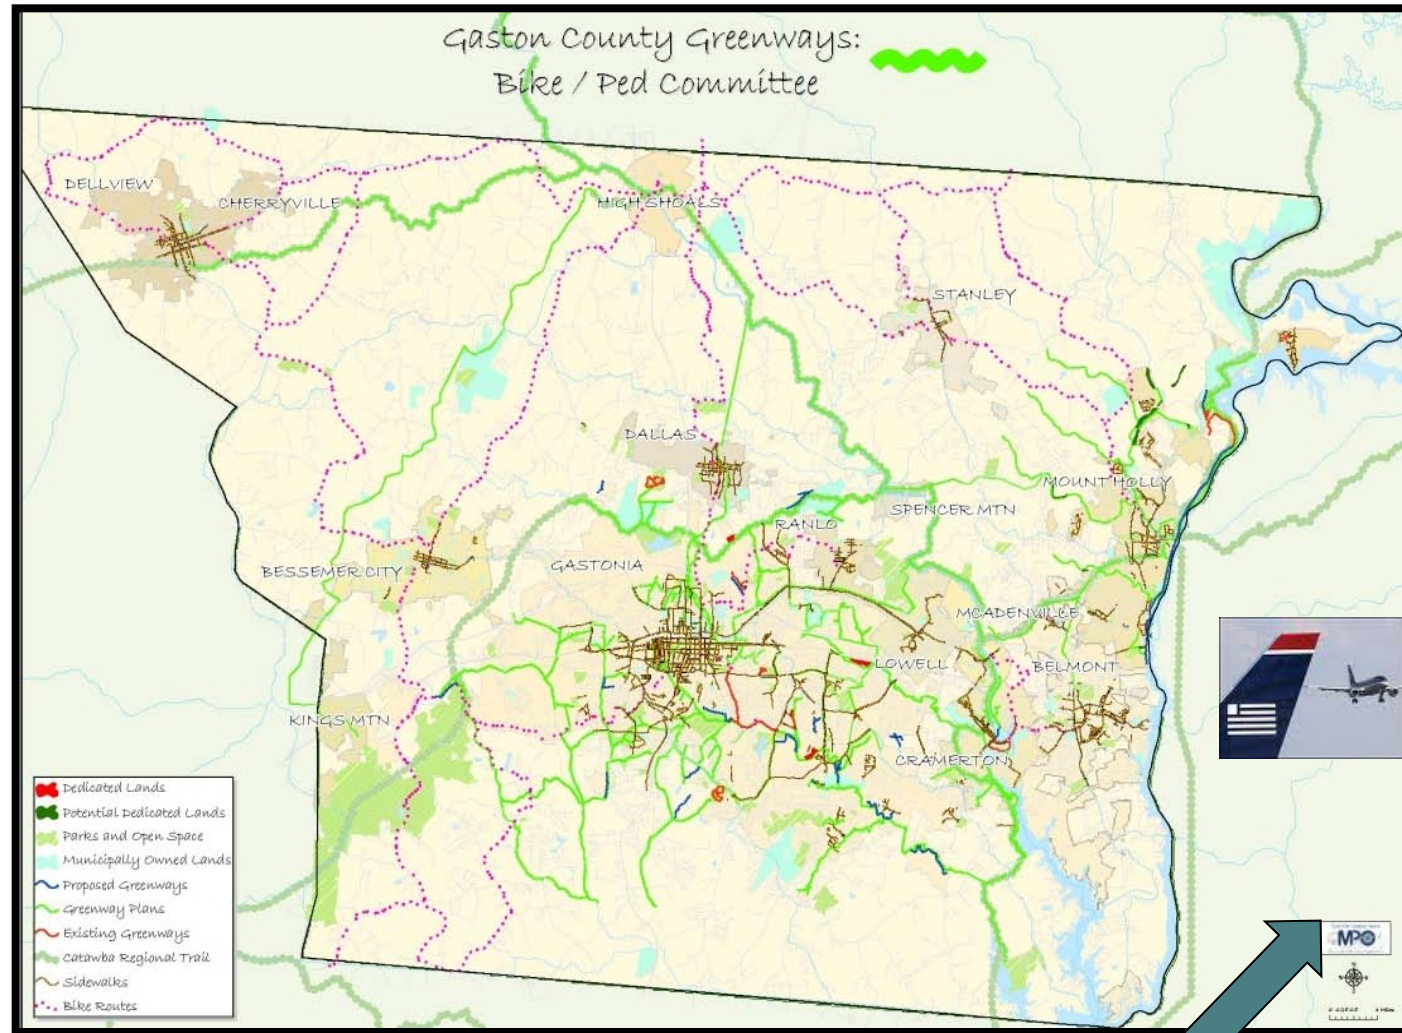 Gaston County Greenways:
Bike / Ped Committee
DELLVIEW
CHERRYVILLE
HIGH SHOALS
STANLEY
DALLAS
MOUNT HOLLY
SPENCER MTN
RANLO
BESSEMER CITY
GASTONIA
MCADENVILLE
LOWELL
BELMONT
KINGS MTN
CRAMERTON
Dedicated Lands
Potential Dedicated Lands
Parks and Open Space
Municipally Owned Lands
Proposed Greenways
Greenway Plans
Existing Greenways
Catawba Regional Trail
Sidewalks
Bike Routes
MPO